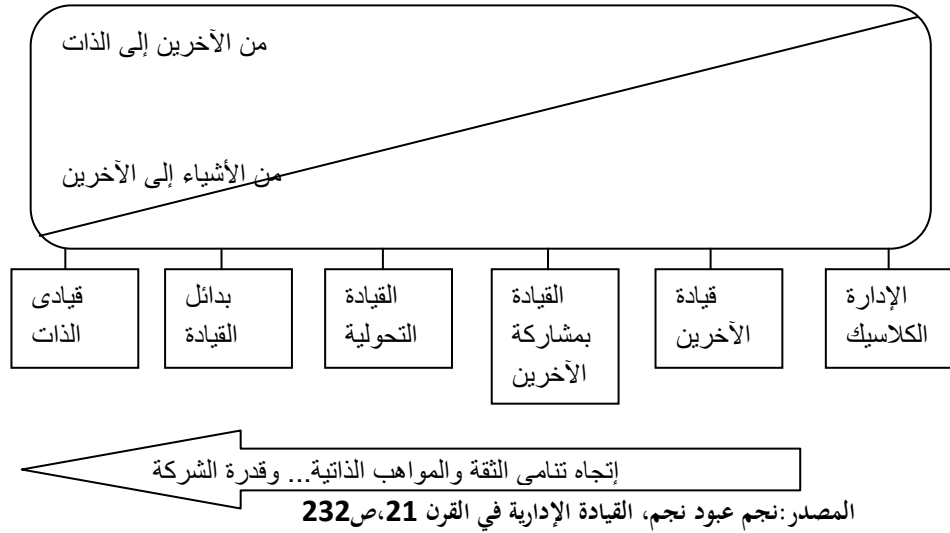 من الآخرين إلى الذات
من الأشياء إلى الآخرين
الإدارة
الكلاسيك
قيادة
الآخرين
القيادة
بمشاركة
الآخرين
القيادة
التحولية
بدائل
القيادة
قيادى
الذات
إتجاه تنامى الثقة والمواهب الذاتية... وقدرة الشركة
المصدر:نجم عبود نجم، القيادة الإدارية في القرن 21،ص232